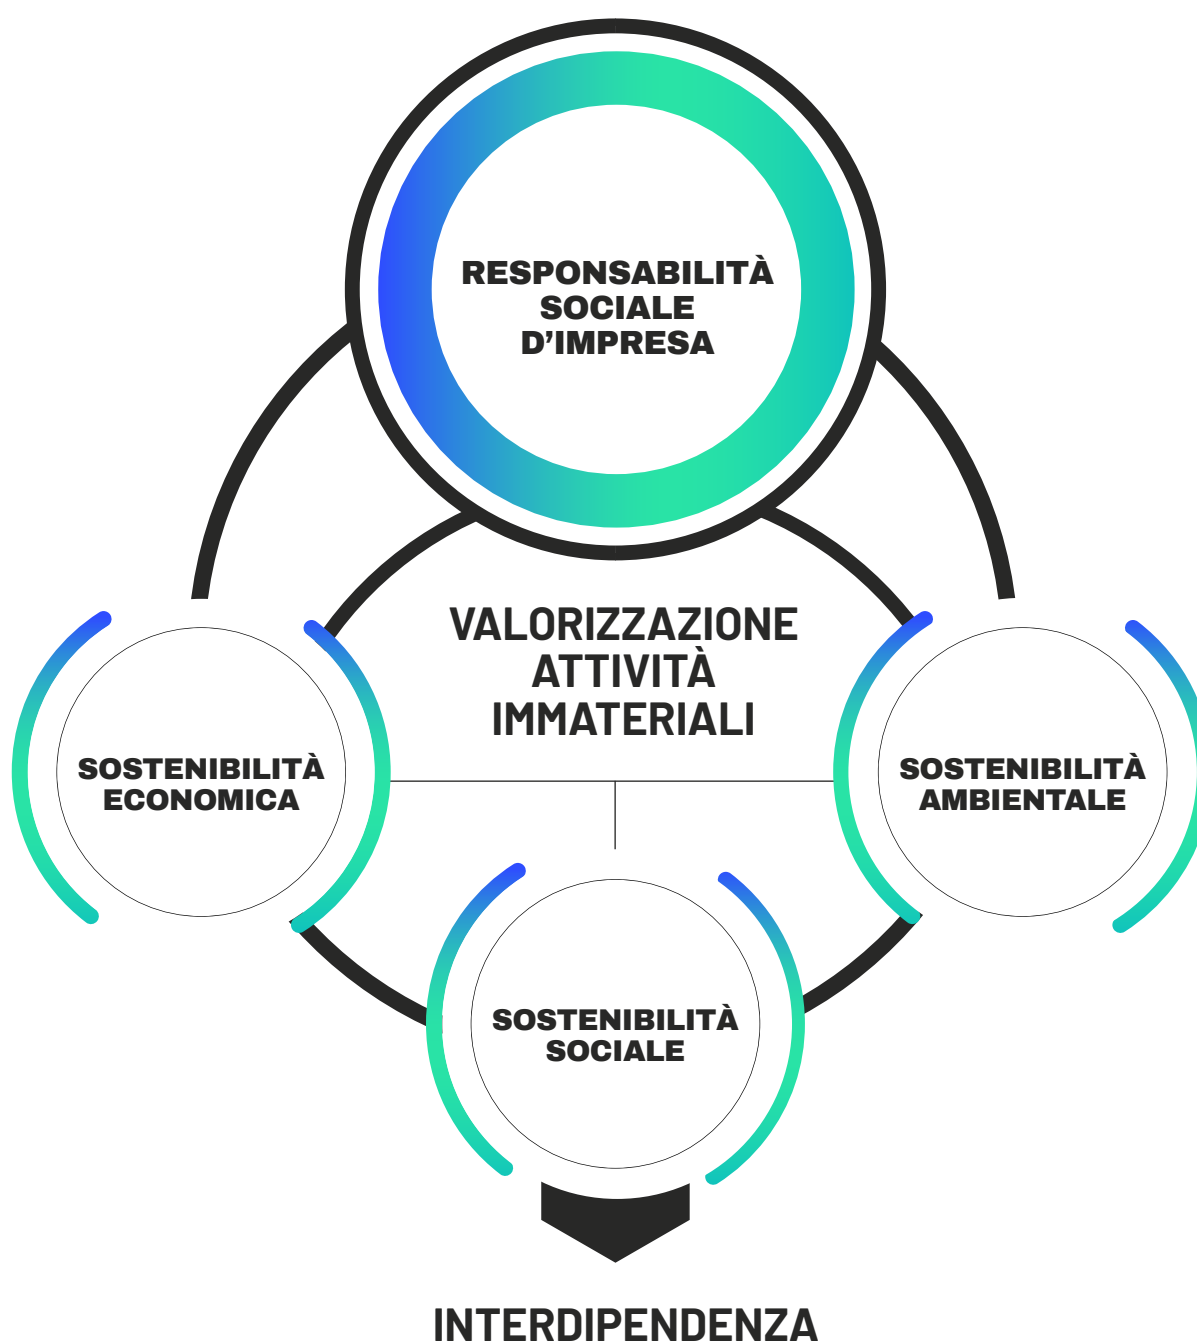 RESPONSABILITÀ
SOCIALE
D’IMPRESA
VALORIZZAZIONE
ATTIVITÀ
IMMATERIALI
SOSTENIBILITÀ
ECONOMICA
SOSTENIBILITÀ
AMBIENTALE
SOSTENIBILITÀ
SOCIALE
INTERDIPENDENZA